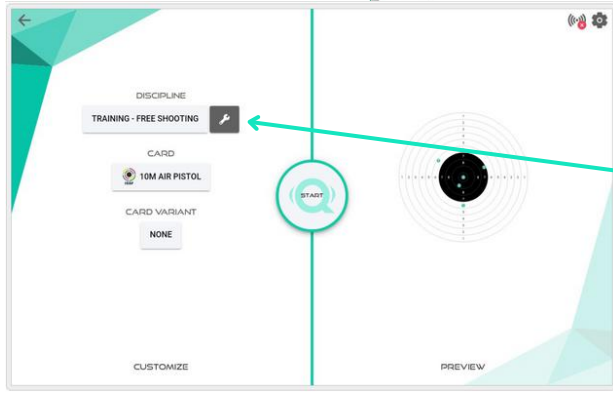 DISCIPLINE
TRAINING - FREE SHOOTING
CARD
10M AIR PISTOL
CARD VARIANT
NONE
START
CUSTOMIZE
PREVIEW